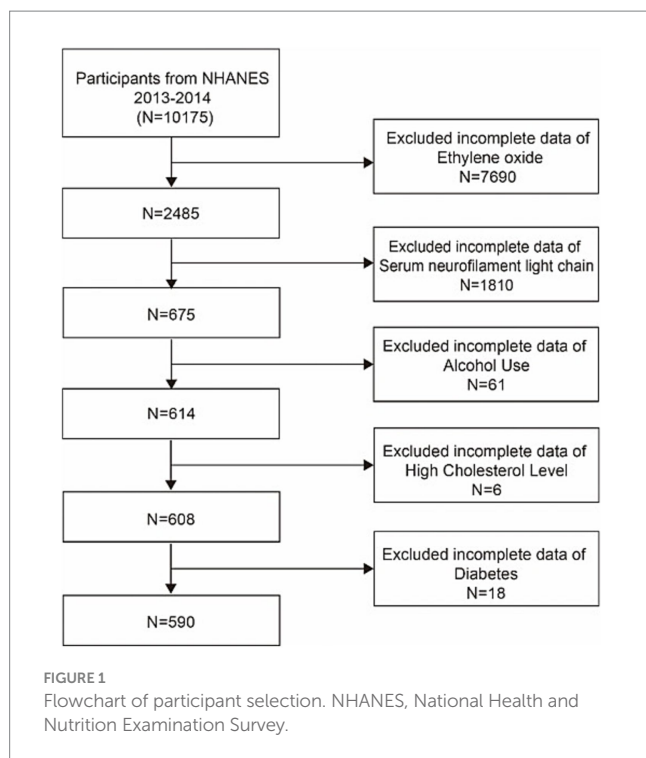 Participants from NHANES
2013-2014
(N=10175)
Excluded incomplete data of
Ethylene oxide
N=7690
N=2485
Excluded incomplete data of
Serum neurofilament light chain
N=1810
N=675
Excluded incomplete data of
Alcohol Use
N=61
N=614
Excluded incomplete data of
High Cholesterol Level
N=6
N=608
Excluded incomplete data of
Diabetes
N=18
N=590
FIGURE 1
Flowchart of participant selection. NHANES, National Health and
Nutrition Examination Survey.